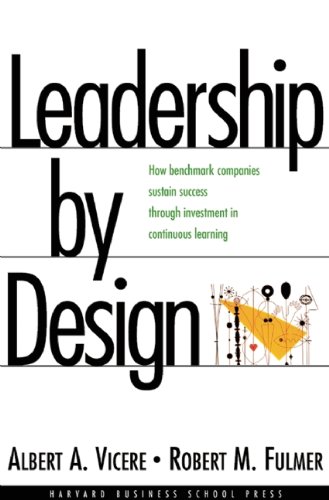 Leadership
How benchmark companies
sustain success
through investment in
continuous learning
by
Design
ALBERT A. VICERE • ROBERT M. FULMER
HARVARD BUSINESS SCHOOL PRESS